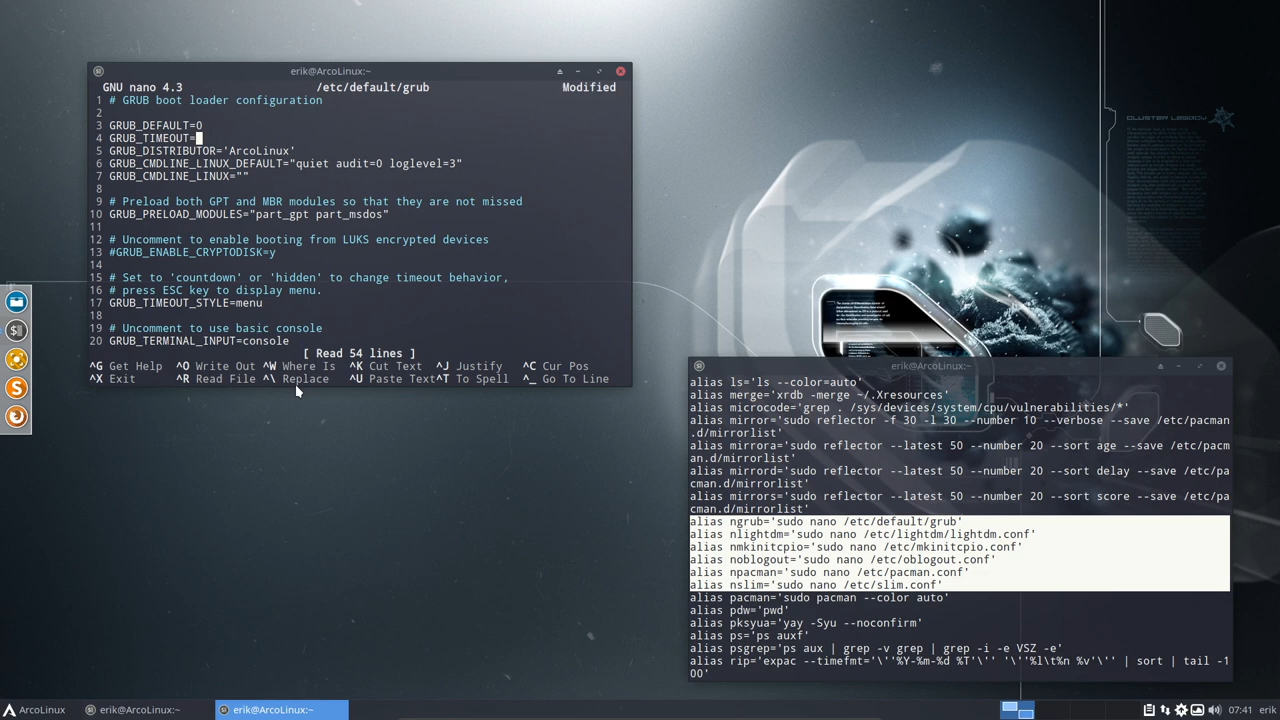 erik@ArcoLinux:~
GNU nano 4.3 /etc/default/grub Modified
1 # GRUB boot loader configuration
2
3 GRUB_DEFAULT=0
4 GRUB_TIMEOUT=
5 GRUB_DISTRIBUTOR='ArcoLinux'
6 GRUB_CMDLINE_LINUX_DEFAULT="quiet audit=0 loglevel=3"
7 GRUB_CMDLINE_LINUX=""
8
9 # Preload both GPT and MBR modules so that they are not missed
10 GRUB_PRELOAD_MODULES="part_gpt part_msdos"
11
12 # Uncomment to enable booting from LUKS encrypted devices
13 #GRUB_ENABLE_CRYPTODISK=y
14
15 # Set to 'countdown' or 'hidden' to change timeout behavior,
16 # press ESC key to display menu.
17 GRUB_TIMEOUT_STYLE=menu
18
19 # Uncomment to use basic console
20 GRUB_TERMINAL_INPUT=console
[ Read 54 lines ]
^G Get Help ^O Write Out ^W Where Is ^K Cut Text ^J Justify ^C Cur Pos
^X Exit ^R Read File ^\ Replace ^U Paste Text ^T To Spell ^_ Go To Line
CLUSTER LEGACY
erik@ArcoLinux:~
alias ls='ls --color=auto'
alias merge='xrdb -merge ~/.Xresources'
alias microcode='grep . /sys/devices/system/cpu/vulnerabilities/*'
alias mirror='sudo reflector -f 30 -l 30 --number 10 --verbose --save /etc/pacman
.d/mirrorlist'
alias mirrora='sudo reflector --latest 50 --number 20 --sort age --save /etc/pacm
an.d/mirrorlist'
alias mirrord='sudo reflector --latest 50 --number 20 --sort delay --save /etc/pa
cman.d/mirrorlist'
alias mirrors='sudo reflector --latest 50 --number 20 --sort score --save /etc/pa
cman.d/mirrorlist'
alias ngrub='sudo nano /etc/default/grub'
alias nlightdm='sudo nano /etc/lightdm/lightdm.conf'
alias nmkinitcpio='sudo nano /etc/mkinitcpio.conf'
alias noblogout='sudo nano /etc/oblogout.conf'
alias npacman='sudo nano /etc/pacman.conf'
alias nslim='sudo nano /etc/slim.conf'
alias pacman='sudo pacman --color auto'
alias pdw='pwd'
alias pksyua='yay -Syu --noconfirm'
alias ps='ps auxf'
alias psgrep='ps aux | grep -v grep | grep -i -e VSZ -e'
alias rip='expac --timefmt='\''%Y-%m-%d %T'\'' '\''%l\t%n %v'\'' | sort | tail -1
00'
ArcoLinux erik@ArcoLinux:~ erik@ArcoLinux:~ 07:41 erik